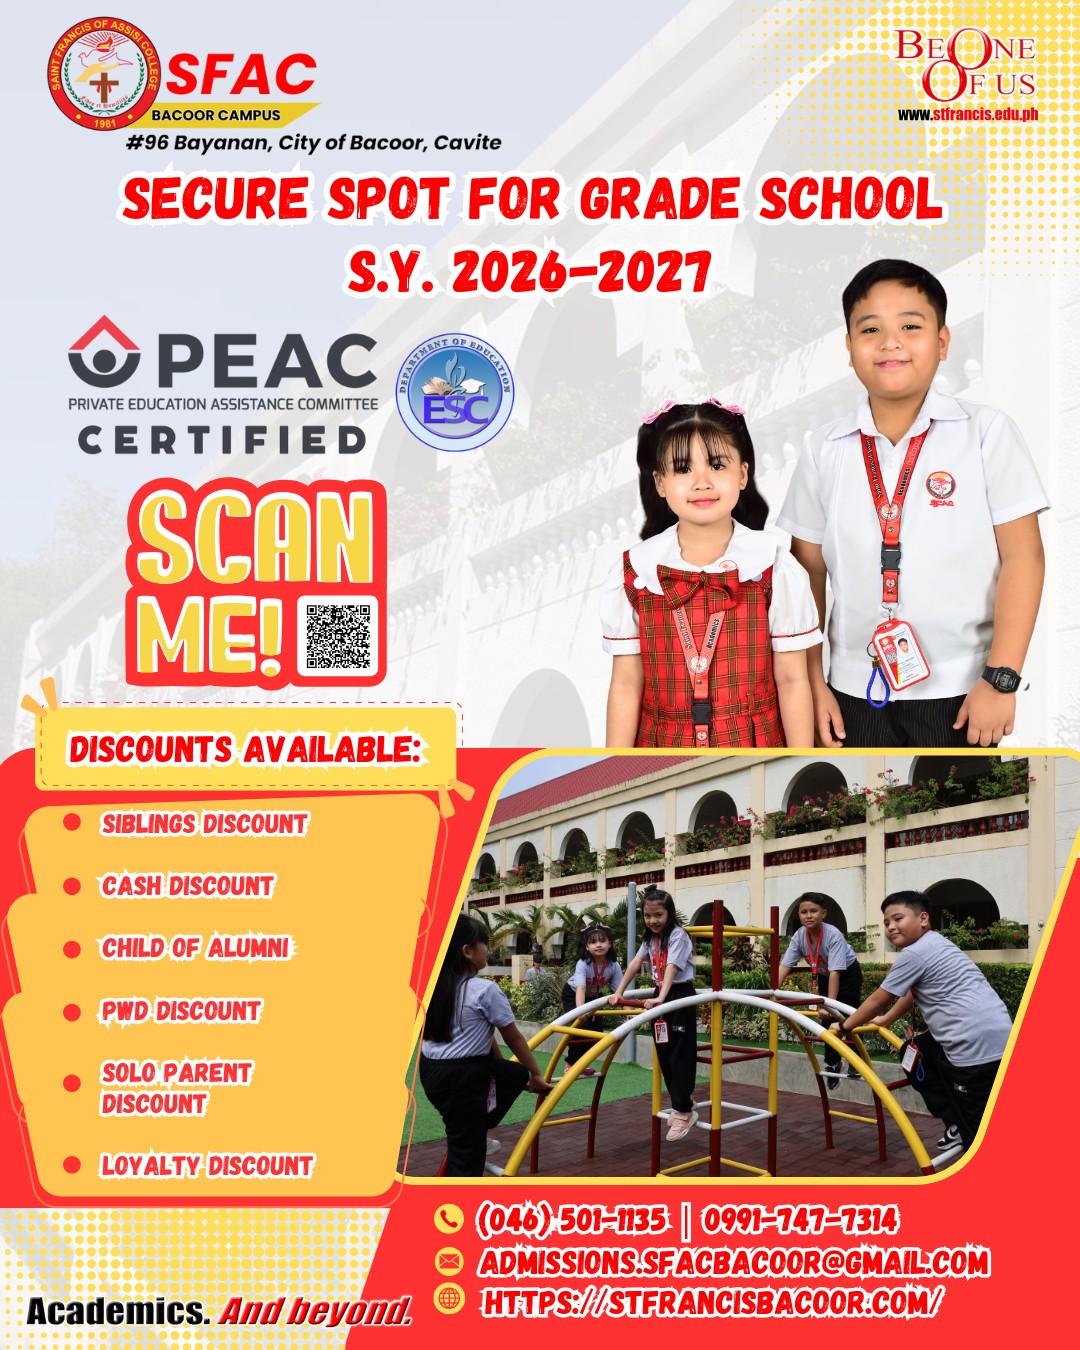 SAINT FRANCIS OF ASSISI COLLEGE
1981
SFAC
BACOOR CAMPUS
#96 Bayanan, City of Bacoor, Cavite
BE ONE
OF US
www.stfrancis.edu.ph
SECURE SPOT FOR GRADE SCHOOL
S.Y. 2026-2027
PEAC
PRIVATE EDUCATION ASSISTANCE COMMITTEE
CERTIFIED
DEPARTMENT OF EDUCATION
ESC
SCAN
ME!
ACADEMICS
SFAC
ACADEMICS
DISCOUNTS AVAILABLE:
SIBLINGS DISCOUNT
CASH DISCOUNT
CHILD OF ALUMNI
PWD DISCOUNT
SOLO PARENT
DISCOUNT
LOYALTY DISCOUNT
(046) 501-1135 | 0991-747-7314
ADMISSIONS.SFACBACOOR@GMAIL.COM
HTTPS://STFRANCISBACOOR.COM/
Academics. And beyond.